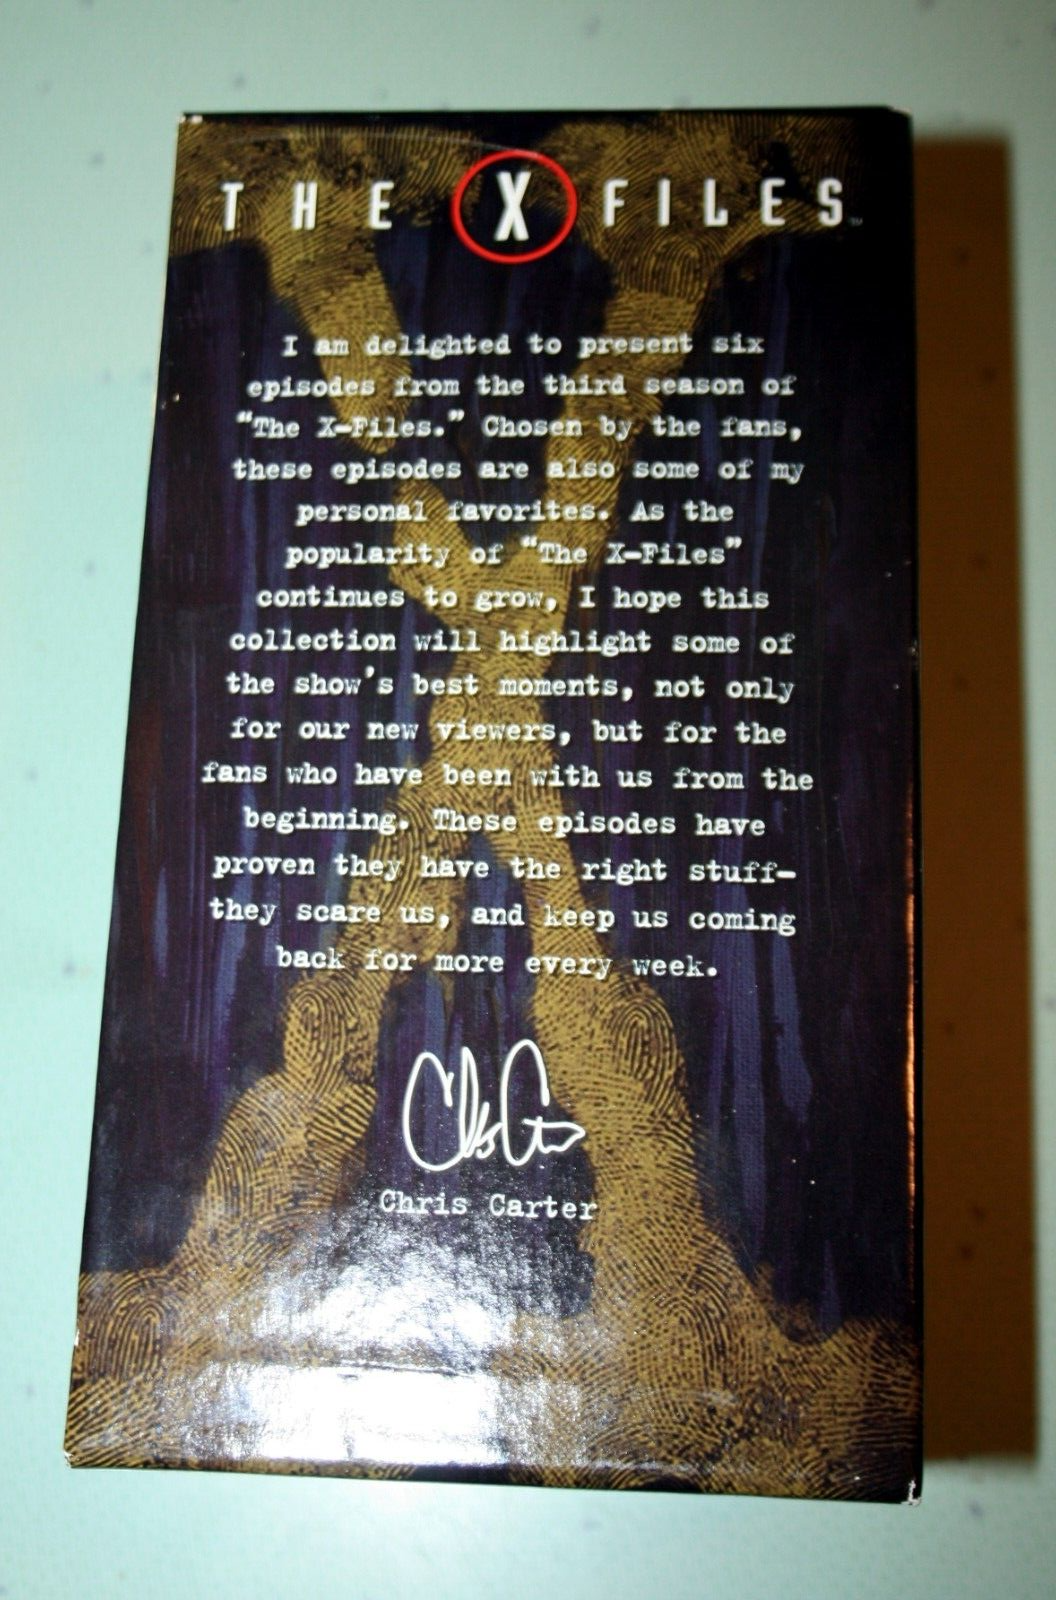 THE X FILES™
I am delighted to present six
episodes from the third season of
“The X-Files.” Chosen by the fans,
these episodes are also some of my
personal favorites. As the
popularity of “The X-Files”
continues to grow, I hope this
collection will highlight some of
the show's best moments, not only
for our new viewers, but for the
fans who have been with us from the
beginning. These episodes have
proven they have the right stuff—
they scare us, and keep us coming
back for more every week.
Chris Carter
Chris Carter